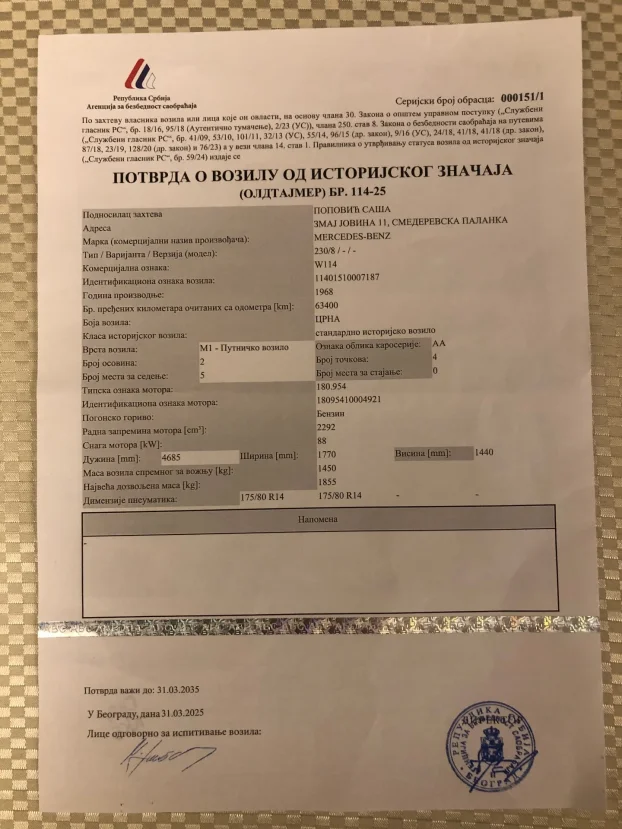 Република Србија
Агенција за безбедност саобраћаја
Серијски број обрасца: 000151/1
По захтеву власника возила или лица које он овласти, на основу члана 30. Закона о општем управном поступку („Службени
гласник РС“, бр. 18/16, 95/18 (Аутентично тумачење), 2/23 (УС)), члана 250. став 8. Закона о безбедности саобраћаја на путевима
(„Службени гласник РС“, бр. 41/09, 53/10, 101/11, 32/13 (УС), 55/14, 96/15 (др. закон), 9/16 (УС), 24/18, 41/18, 41/18 (др. закон),
87/18, 23/19, 128/20 (др. закон) и 76/23) а у вези члана 14. став 1. Правилника о утврђивању статуса возила од историјског значаја
(„Службени гласник РС“, бр. 59/24) издаје се
ПОТВРДА О ВОЗИЛУ ОД ИСТОРИЈСКОГ ЗНАЧАЈА
(ОЛДТАЈМЕР) БР. 114-25
Подносилац захтева ПОПОВИЋ САША
Адреса ЗМАЈ ЈОВИНА 11, СМЕДЕРЕВСКА ПАЛАНКА
Марка (комерцијални назив произвођача): MERCEDES-BENZ
Тип / Варијанта / Верзија (модел): 230/8 / - / -
Комерцијална ознака: W114
Идентификациона ознака возила: 11401510007187
Година производње: 1968
Бр. пређених километара очитаних са одометра [km]: 63400
Боја возила: ЦРНА
Класа историјског возила: стандардно историјско возило
Врста возила: М1 - Путничко возило Ознака облика каросерије: АА
Број осовина: 2 Број точкова: 4
Број места за седење: 5 Број места за стајање: 0
Типска ознака мотора: 180.954
Идентификациона ознака мотора: 18095410004921
Погонско гориво: Бензин
Радна запремина мотора [cm³]: 2292
Снага мотора [kW]: 88
Дужина [mm]: 4685 Ширина [mm]: 1770 Висина [mm]: 1440
Маса возила спремног за вожњу [kg]: 1450
Највећа дозвољена маса [kg]: 1855
Димензије пнеуматика: 175/80 R14 175/80 R14 - -
Напомена
-
Потврда важи до: 31.03.2035
У Београду, дана 31.03.2025
Лице одговорно за испитивање возила:
ДИРЕКТОР
РЕПУБЛИКА СРБИЈА
БЕОГРАД